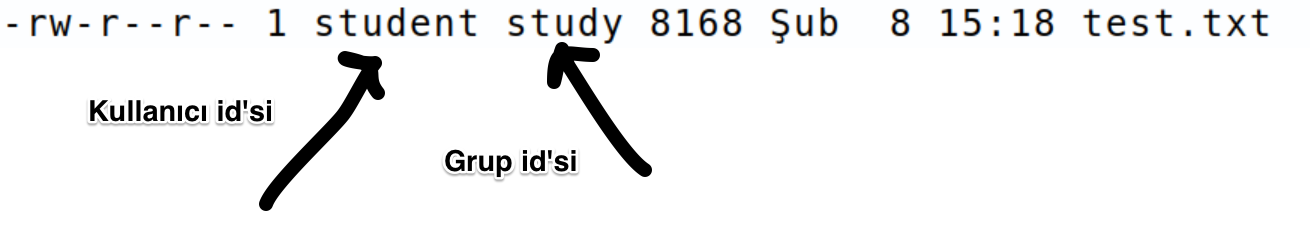 -rw-r--r-- 1 student study 8168 Şub  8 15:18 test.txt
Kullanıcı id'si
Grup id'si